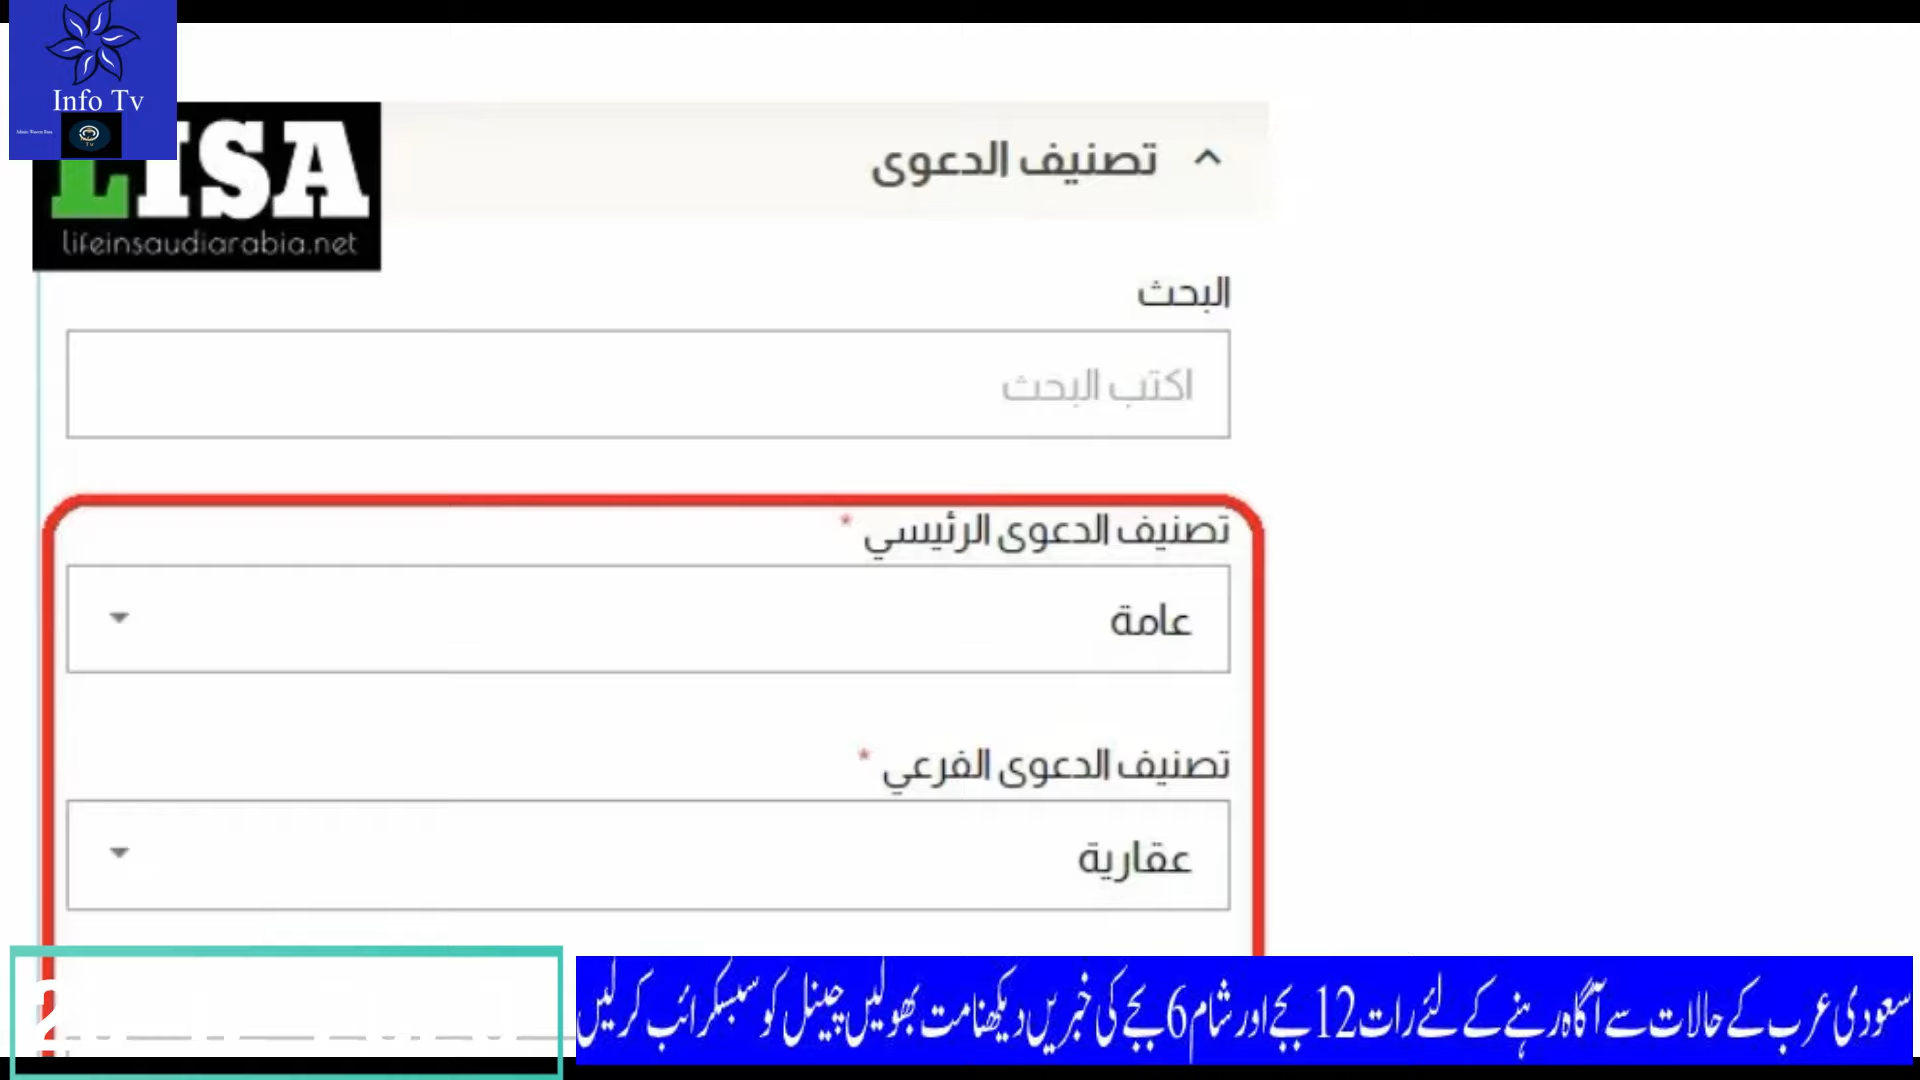 Info Tv
LISA
lifeinsaudiarabia.net
تصنيف الدعوى
البحث
اكتب البحث
تصنيف الدعوى الرئيسي *
عامة
تصنيف الدعوى الفرعي *
عقارية
سعودی عرب کے حالات سے آگاہ رہنے کے لئے رات 12 بجے اور شام 6 بجے کی خبریں دیکھنا مت بھولیں چینل کو سبسکرائب کر لیں